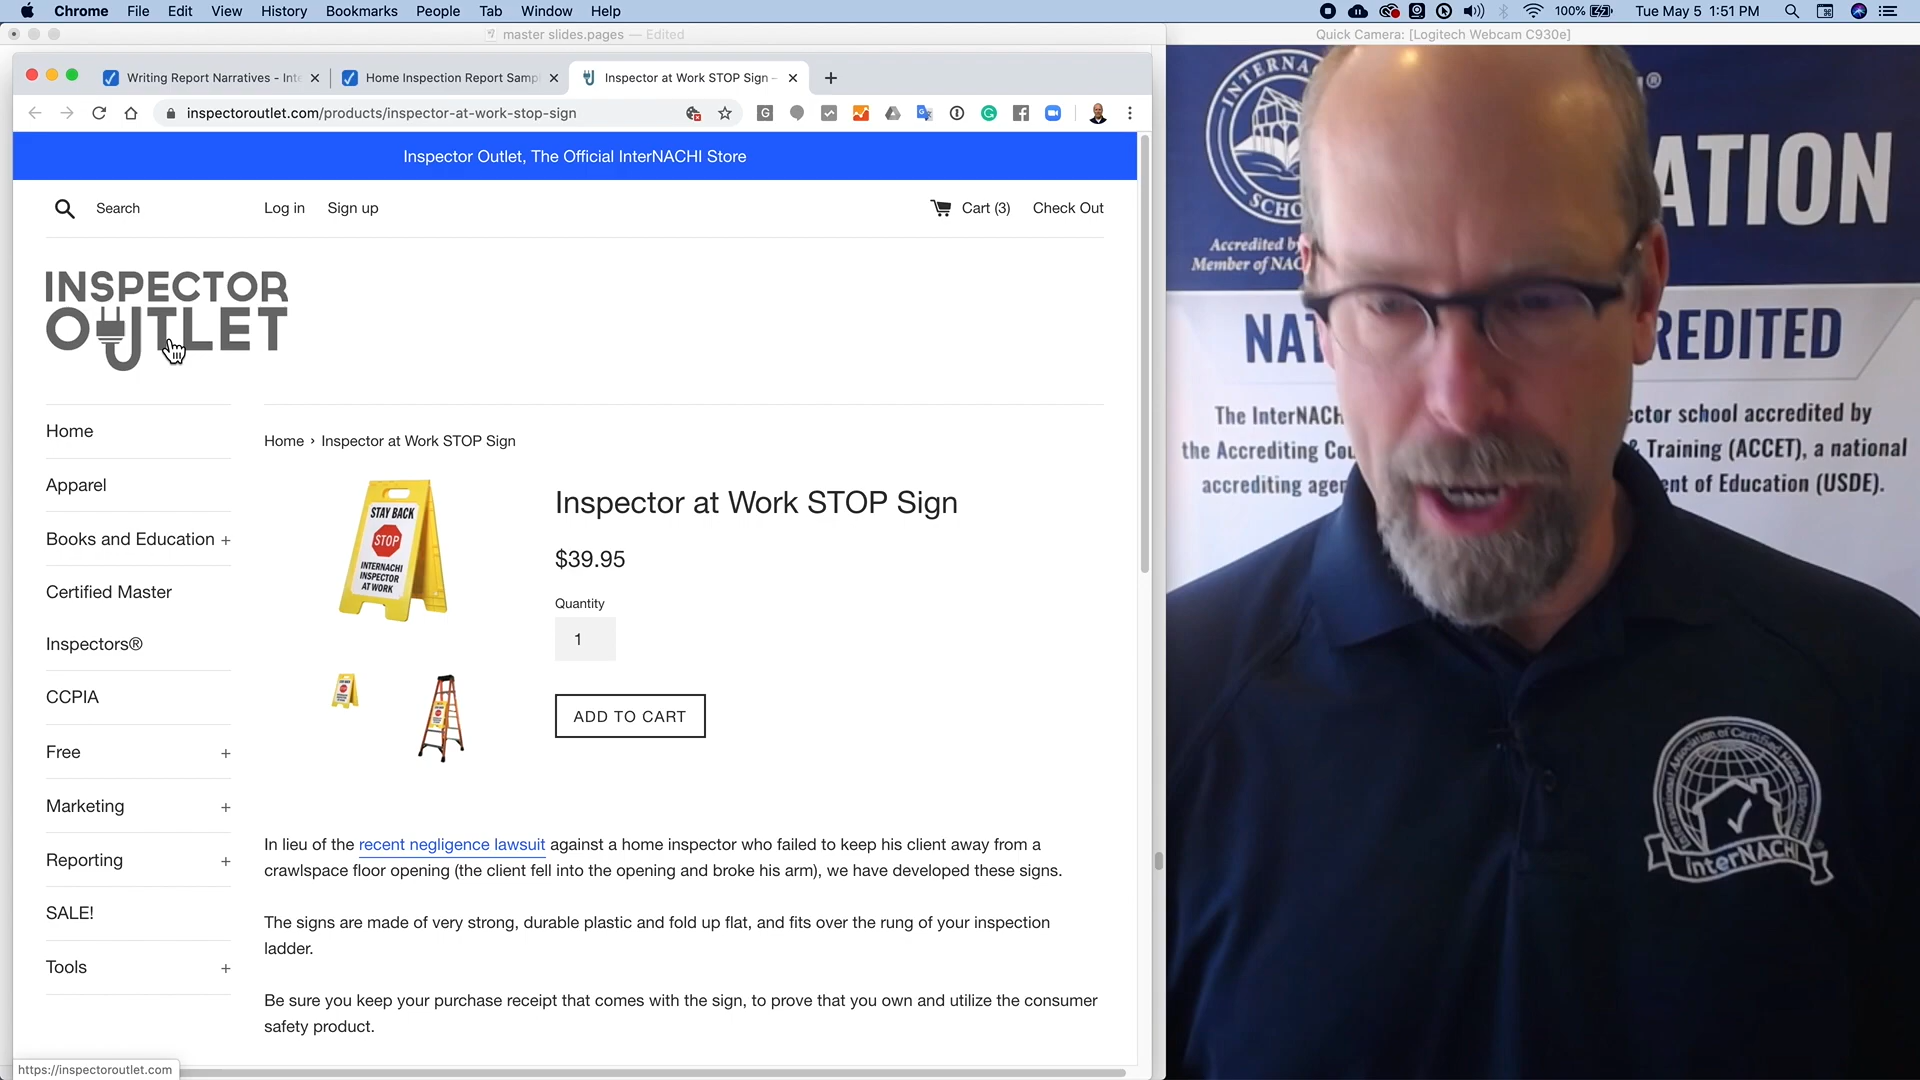 Chrome File Edit View History Bookmarks People Tab Window Help
100% Tue May 5 1:51 PM
master slides.pages — Edited
Quick Camera: [Logitech Webcam C930e]
Writing Report Narratives - Inte
Home Inspection Report Samp
Inspector at Work STOP Sign –
inspectoroutlet.com/products/inspector-at-work-stop-sign
Inspector Outlet, The Official InterNACHI Store
Search Log in Sign up Cart (3) Check Out
INSPECTOR
OUTLET
Home
Apparel
Books and Education +
Certified Master
Inspectors®
CCPIA
Free +
Marketing +
Reporting +
SALE!
Tools +
Home › Inspector at Work STOP Sign
STAY BACK
STOP
INTERNACHI
INSPECTOR
AT WORK
Inspector at Work STOP Sign
$39.95
Quantity
1
ADD TO CART
In lieu of the recent negligence lawsuit against a home inspector who failed to keep his client away from a
crawlspace floor opening (the client fell into the opening and broke his arm), we have developed these signs.
The signs are made of very strong, durable plastic and fold up flat, and fits over the rung of your inspection
ladder.
Be sure you keep your purchase receipt that comes with the sign, to prove that you own and utilize the consumer
safety product.
https://inspectoroutlet.com
INTERNA
SCHO
®
ATION
Accredited by
Member of NAC
NAT REDITED
The InterNACH ector school accredited by
the Accrediting Cou & Training (ACCET), a national
accrediting agen ent of Education (USDE).
International Association of Certified Home Inspectors
InterNACHI